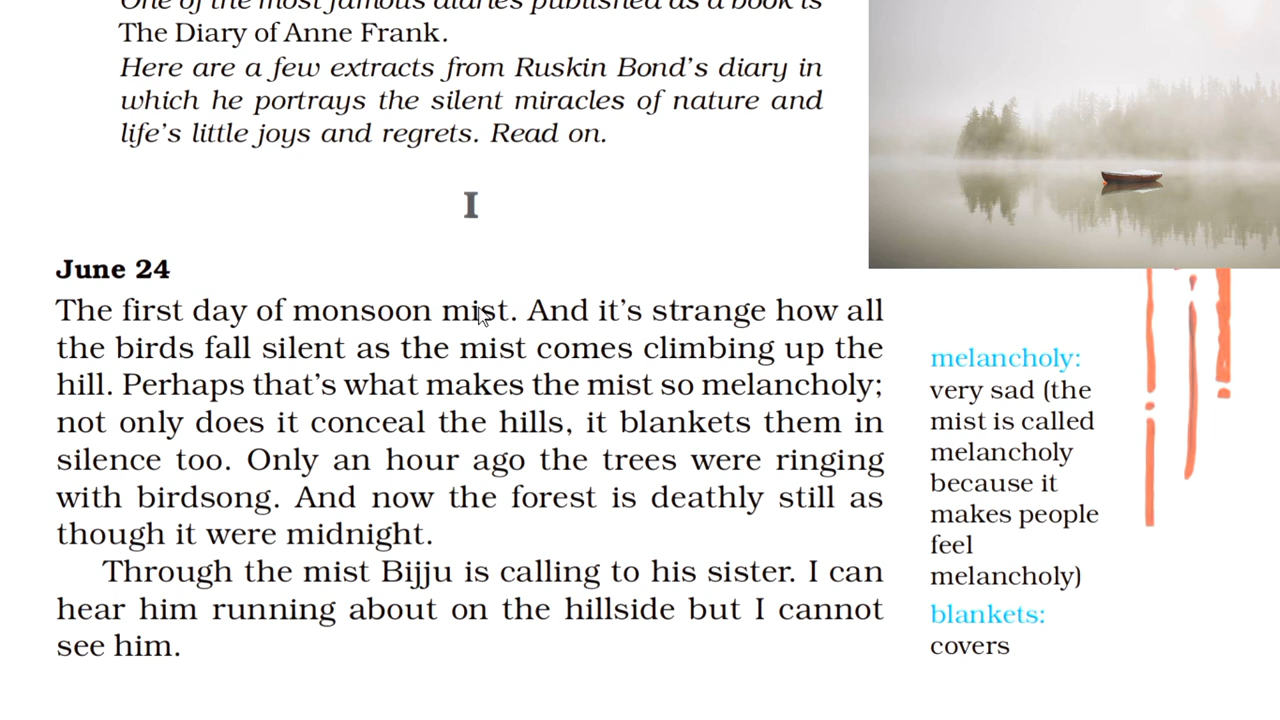 One of the most famous diaries published as a book is
The Diary of Anne Frank.
Here are a few extracts from Ruskin Bond's diary in
which he portrays the silent miracles of nature and
life's little joys and regrets. Read on.
I
June 24
The first day of monsoon mist. And it's strange how all
the birds fall silent as the mist comes climbing up the
hill. Perhaps that's what makes the mist so melancholy;
not only does it conceal the hills, it blankets them in
silence too. Only an hour ago the trees were ringing
with birdsong. And now the forest is deathly still as
though it were midnight.
Through the mist Bijju is calling to his sister. I can
hear him running about on the hillside but I cannot
see him.
melancholy:
very sad (the
mist is called
melancholy
because it
makes people
feel
melancholy)
blankets:
covers